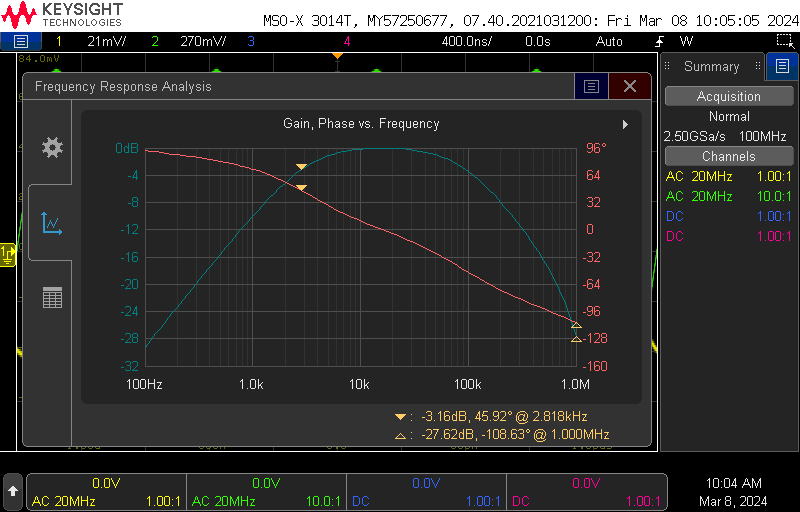 KEYSIGHT
TECHNOLOGIES
MSO-X 3014T, MY57250677, 07.40.2021031200: Fri Mar 08 10:05:05 2024
1 21mV/ 2 270mV/ 3 4 400.0ns/ 0.0s Auto W
84.0mV
Summary
Frequency Response Analysis
Acquisition
Normal
2.50GSa/s 100MHz
Channels
AC 20MHz 1.00:1
AC 20MHz 10.0:1
DC 1.00:1
DC 1.00:1
Gain, Phase vs. Frequency
0dB 96°
-4 64
-8 32
-12 0
-16 -32
-20 -64
-24 -96
-28 -128
-32 -160
100Hz 1.0k 10k 100k 1.0M
: -3.16dB, 45.92° @ 2.818kHz
: -27.62dB, -108.63° @ 1.000MHz
0.0V 0.0V 0.0V 0.0V
AC 20MHz 1.00:1 AC 20MHz 10.0:1 DC 1.00:1 DC 1.00:1
10:04 AM
Mar 8, 2024